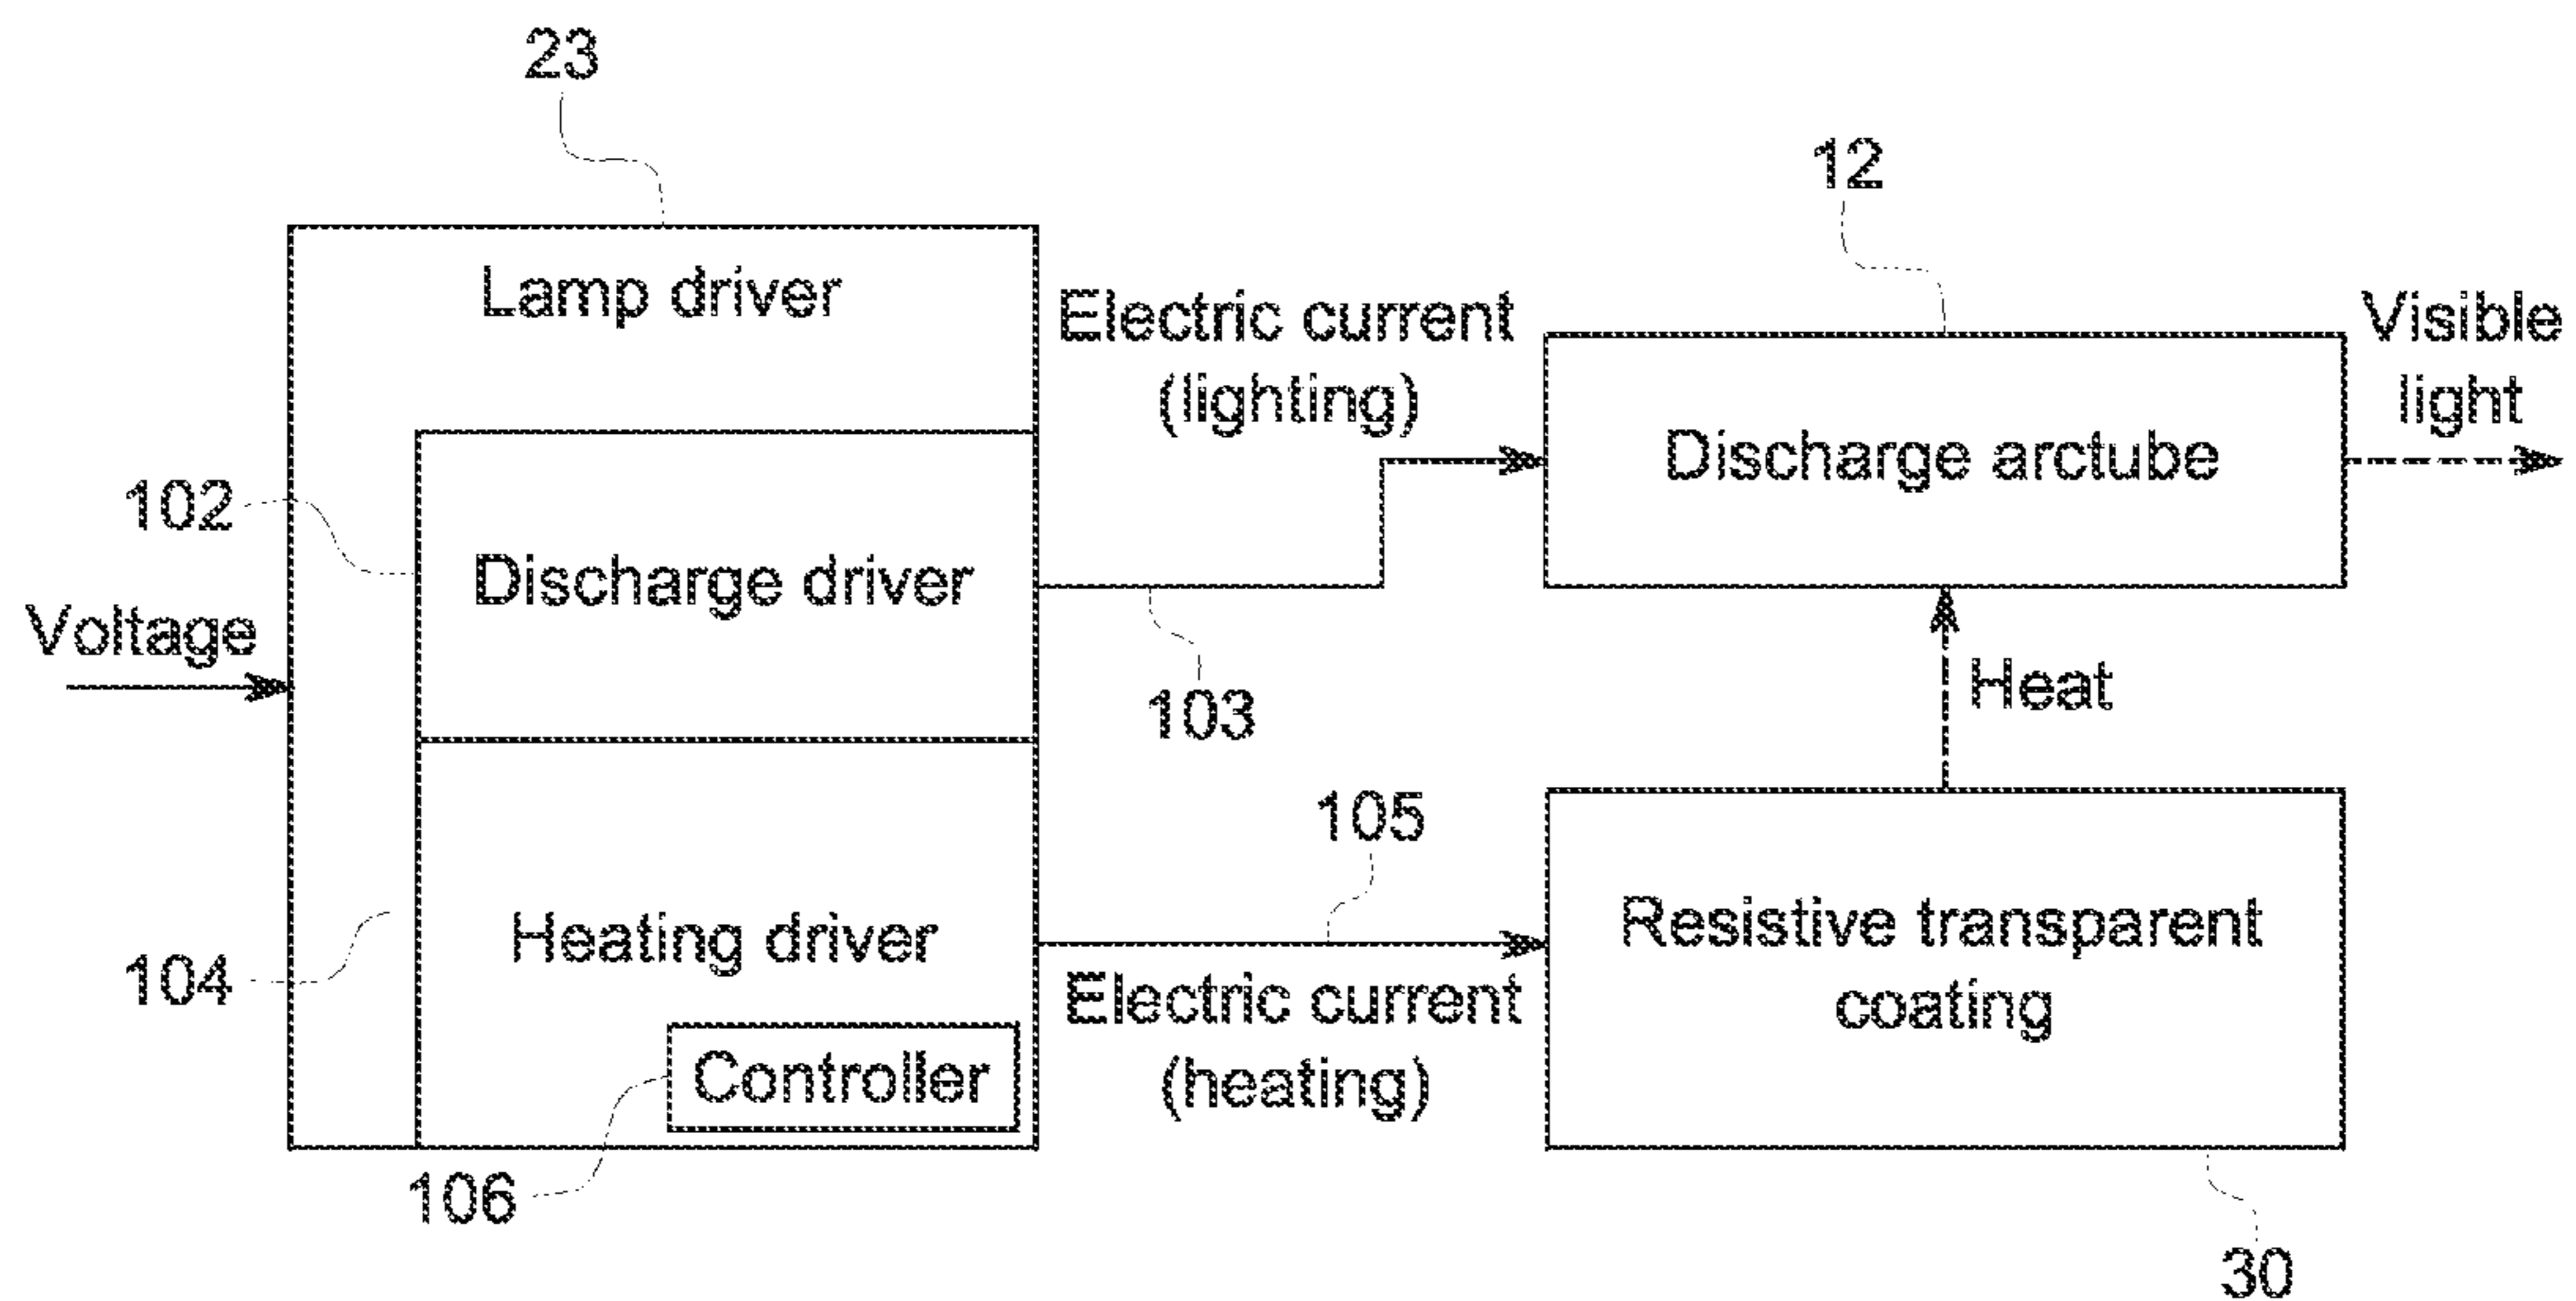 23
12
Lamp driver
Electric current
(lighting)
Visible
light
Discharge arctube
102
Discharge driver
Voltage
103
Heat
105
104
Heating driver
Electric current
(heating)
Resistive transparent
coating
Controller
106
30